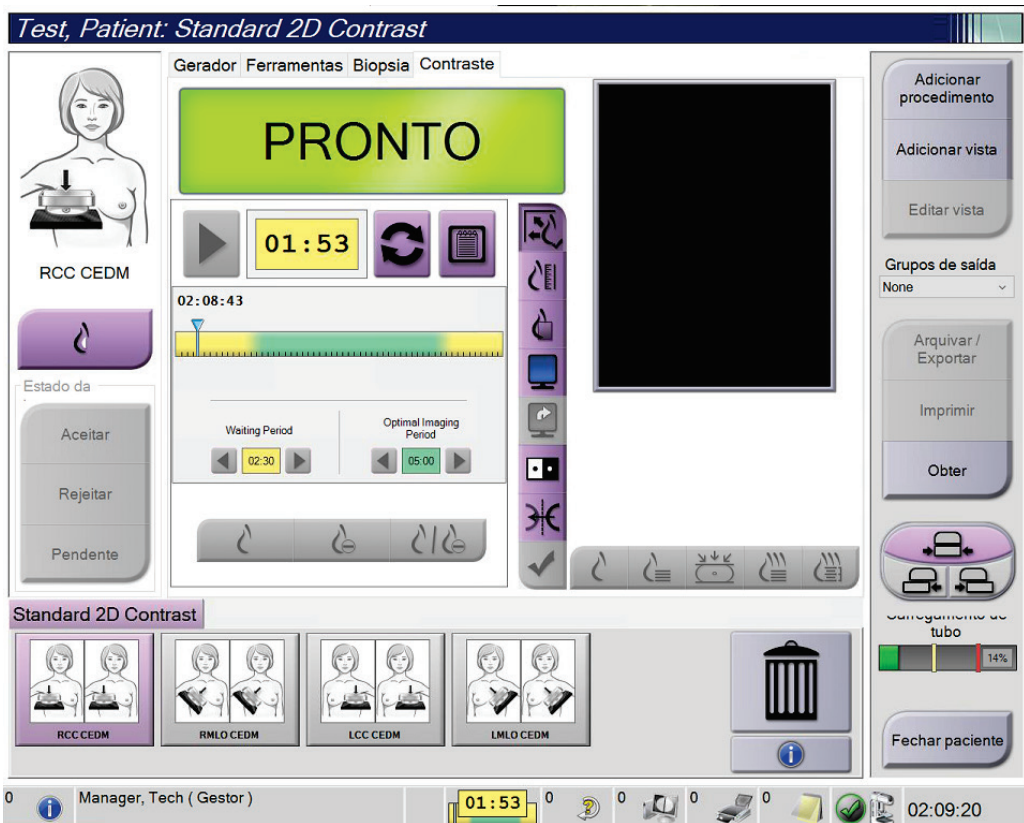 Test, Patient: Standard 2D Contrast
Gerador Ferramentas Biopsia Contraste
PRONTO
RCC CEDM
01:53
02:08:43
Waiting Period
02:30
Optimal Imaging
Period
05:00
Estado da
Aceitar
Rejeitar
Pendente
Adicionar
procedimento
Adicionar vista
Editar vista
Grupos de saída
None
Arquivar /
Exportar
Imprimir
Obter
tubo
14%
Fechar paciente
Standard 2D Contrast
RCC CEDM
RMLO CEDM
LCC CEDM
LMLO CEDM
0
Manager, Tech ( Gestor )
01:53
0
0
0
0
02:09:20